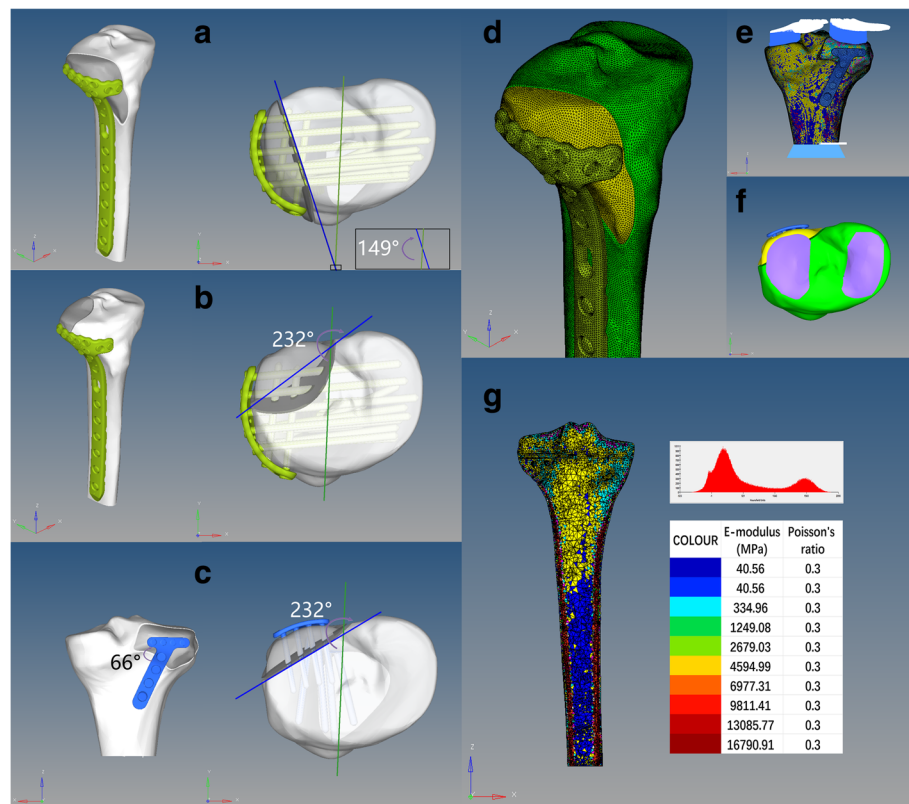 a
149°
b
232°
c
66°
232°
d
e
f
g
COLOUR E-modulus (MPa) Poisson's ratio
40.56 0.3
40.56 0.3
334.96 0.3
1249.08 0.3
2679.03 0.3
4594.99 0.3
6977.31 0.3
9811.41 0.3
13085.77 0.3
16790.91 0.3
Z
X